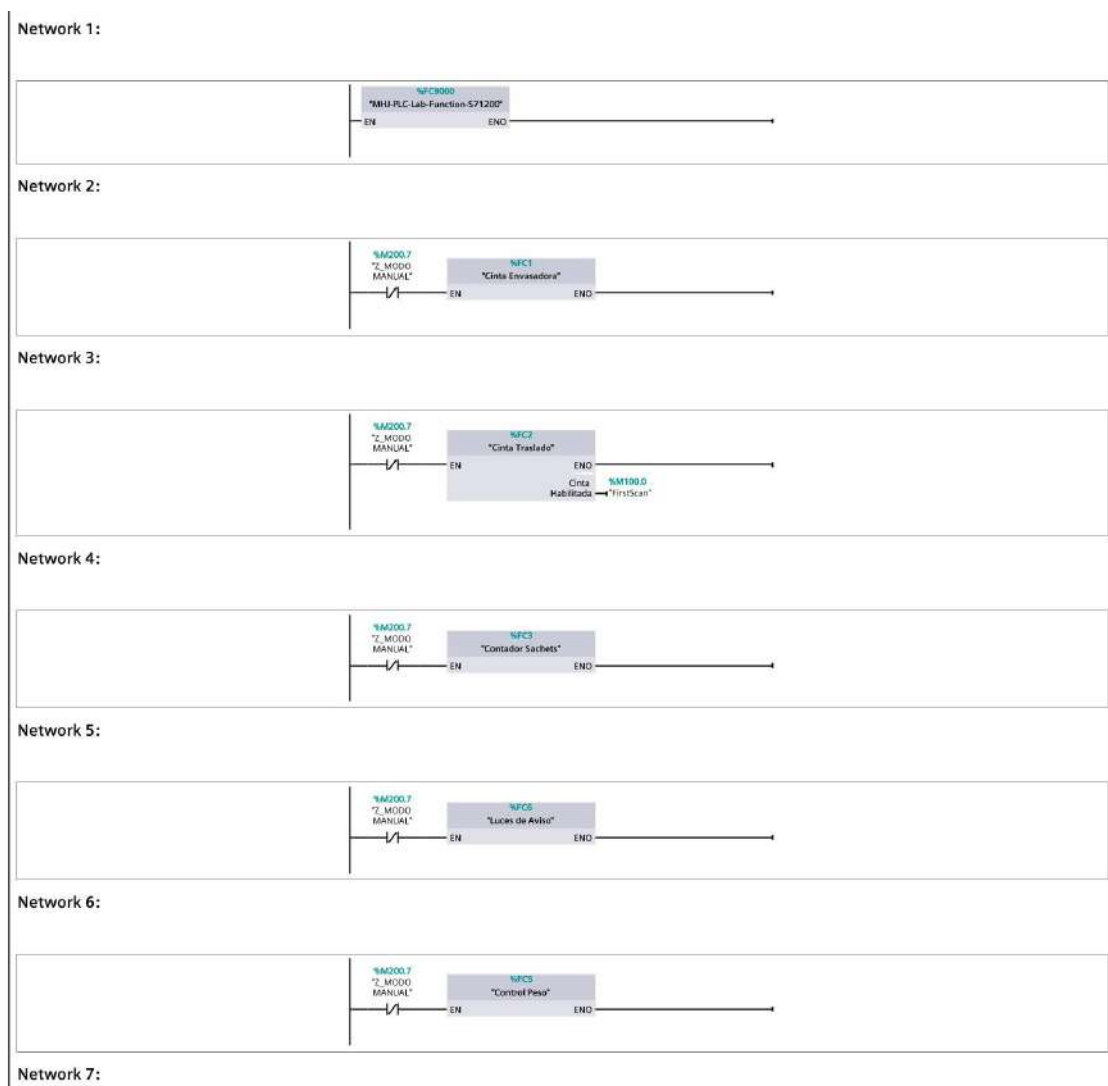 Network 1:
%FC9000
"MHJ-PLC-Lab-Function-S71200"
EN ENO
Network 2:
%M200.7
"Z_MODO
MANUAL"
%FC1
"Cinta Envasadora"
EN ENO
Network 3:
%M200.7
"Z_MODO
MANUAL"
%FC2
"Cinta Traslado"
EN ENO
Cinta
Habilitada
%M100.0
"FirstScan"
Network 4:
%M200.7
"Z_MODO
MANUAL"
%FC3
"Contador Sachets"
EN ENO
Network 5:
%M200.7
"Z_MODO
MANUAL"
%FC6
"Luces de Aviso"
EN ENO
Network 6:
%M200.7
"Z_MODO
MANUAL"
%FC5
"Control Peso"
EN ENO
Network 7: